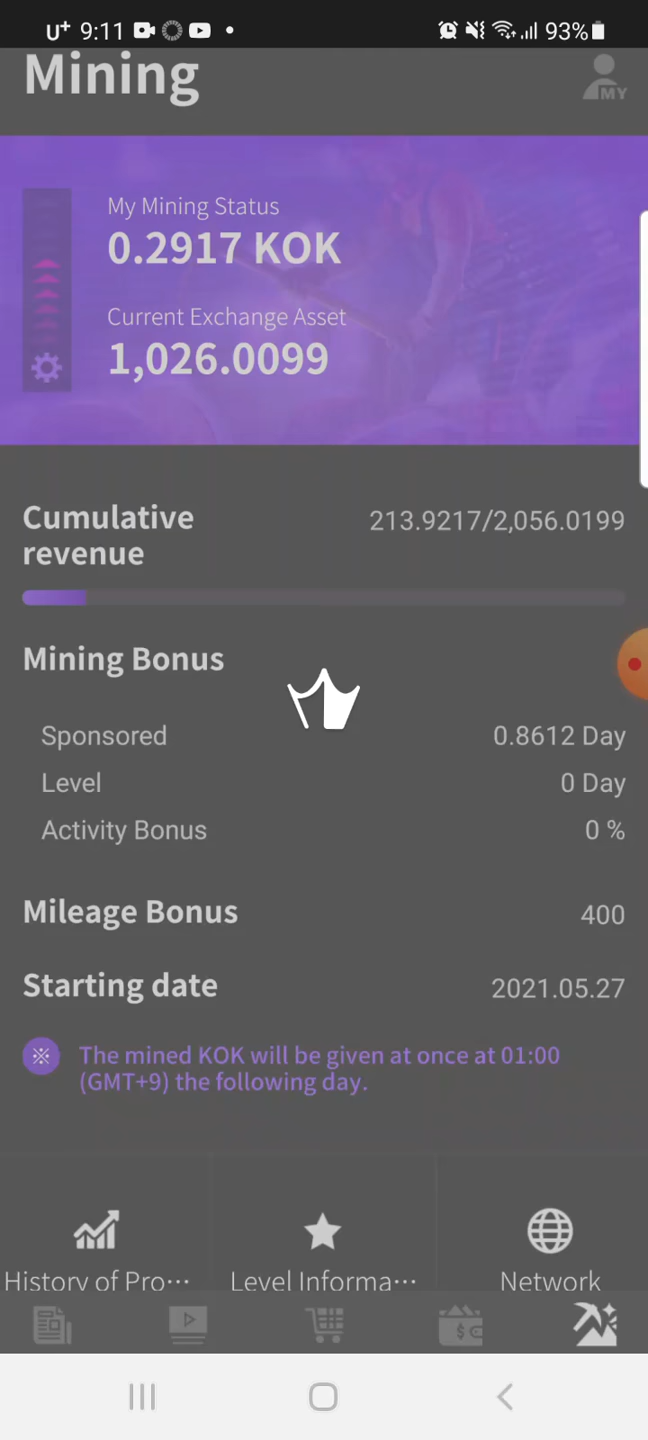 U+ 9:11 93%
Mining
MY
My Mining Status
0.2917 KOK
Current Exchange Asset
1,026.0099
Cumulative revenue 213.9217/2,056.0199
Mining Bonus
Sponsored 0.8612 Day
Level 0 Day
Activity Bonus 0 %
Mileage Bonus 400
Starting date 2021.05.27
※ The mined KOK will be given at once at 01:00
(GMT+9) the following day.
History of Pro⋯ Level Informa⋯ Network